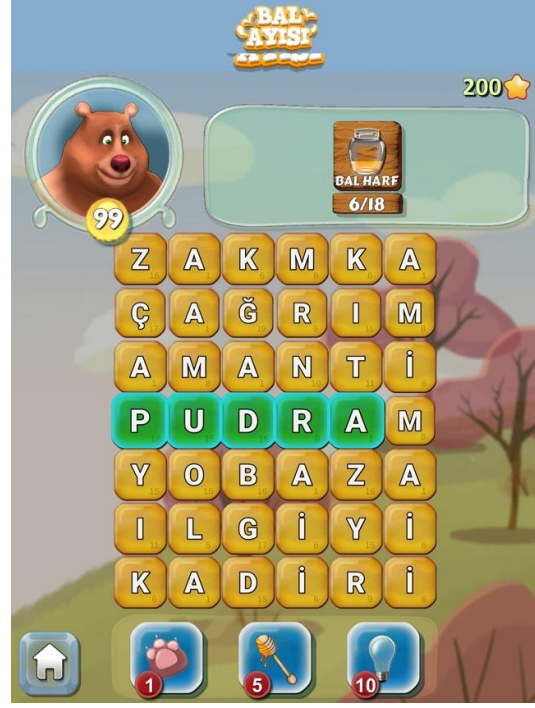 BAL
AYISI
200
99
BAL HARF
6/18
Z A K M K A
Ç A Ğ R I M
A M A N T İ
P U D R A M
Y O B A Z A
I L G İ Y İ
K A D İ R İ
1 5 10